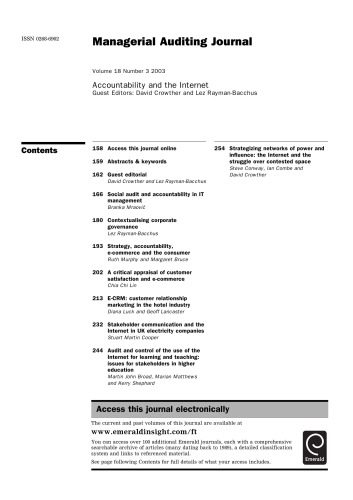 ISSN 0268-6902
Managerial Auditing Journal
Volume 18 Number 3 2003
Accountability and the Internet
Guest Editors: David Crowther and Lez Rayman-Bacchus
Contents
158 Access this journal online
159 Abstracts & keywords
162 Guest editorial
David Crowther and Lez Rayman-Bacchus
166 Social audit and accountability in IT
management
Branka Mraović
180 Contextualising corporate
governance
Lez Rayman-Bacchus
193 Strategy, accountability,
e-commerce and the consumer
Ruth Murphy and Margaret Bruce
202 A critical appraisal of customer
satisfaction and e-commerce
Chia Chi Lin
213 E-CRM: customer relationship
marketing in the hotel industry
Diana Luck and Geoff Lancaster
232 Stakeholder communication and the
Internet in UK electricity companies
Stuart Martin Cooper
244 Audit and control of the use of the
Internet for learning and teaching:
issues for stakeholders in higher
education
Martin John Broad, Marian Matthews
and Kerry Shephard
254 Strategizing networks of power and
influence: the Internet and the
struggle over contested space
Steve Conway, Ian Combe and
David Crowther
Access this journal electronically
The current and past volumes of this journal are available at
www.emeraldinsight.com/ft
You can access over 100 additional Emerald journals, each with a comprehensive
searchable archive of articles (many dating back to 1989), a detailed classification
system and links to referenced material.
See page following Contents for full details of what your access includes.
Emerald